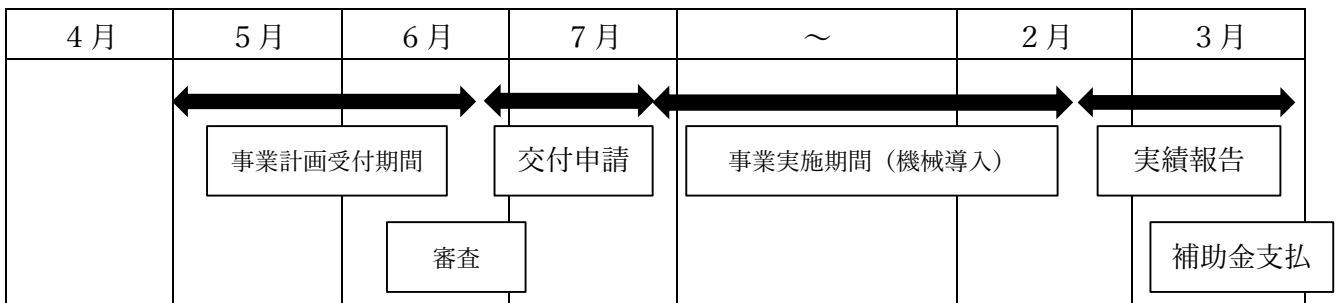 ４月 ５月 ６月 ７月 ～ ２月 ３月
事業計画受付期間 交付申請 事業実施期間（機械導入） 実績報告
審査 補助金支払